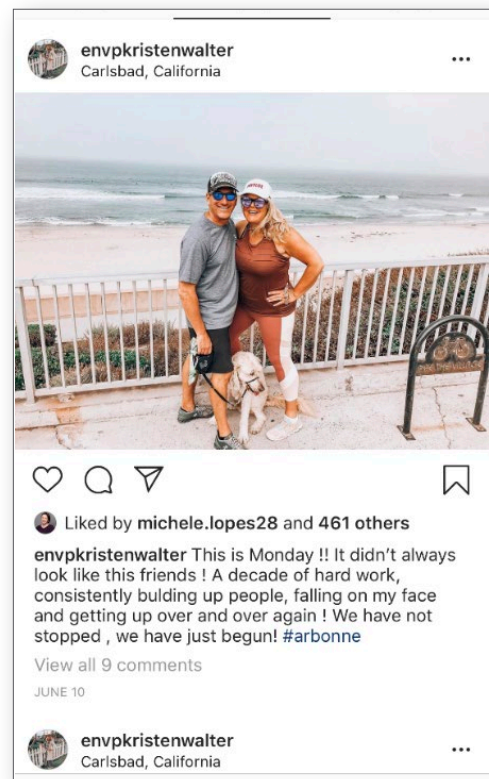 envpkristenwalter
Carlsbad, California
Liked by michele.lopes28 and 461 others
envpkristenwalter This is Monday !! It didn’t always
look like this friends ! A decade of hard work,
consistently bulding up people, falling on my face
and getting up over and over again ! We have not
stopped , we have just begun! #arbonne
View all 9 comments
JUNE 10
envpkristenwalter
Carlsbad, California